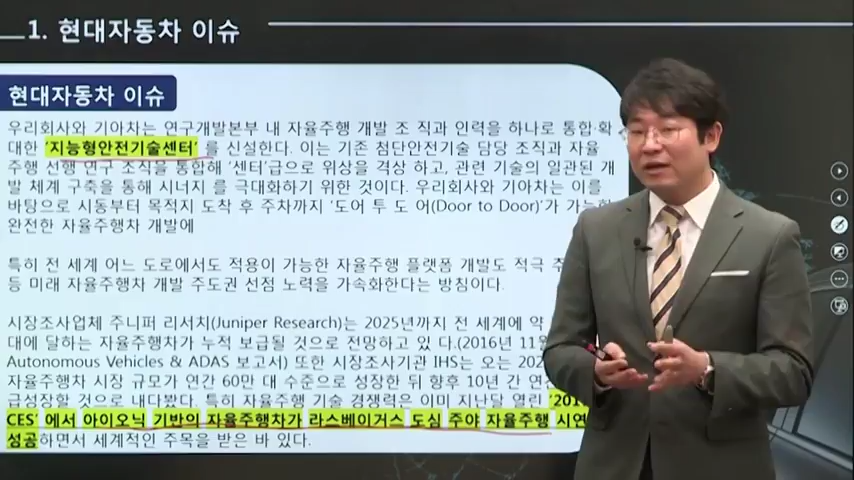 1. 현대자동차 이슈
현대자동차 이슈
우리회사와 기아차는 연구개발본부 내 자율주행 개발 조 직과 인력을 하나로 통합·확
대한 '지능형안전기술센터' 를 신설한다. 이는 기존 첨단안전기술 담당 조직과 자율
주행 선행 연구 조직을 통합해 '센터'급으로 위상을 격상 하고, 관련 기술의 일관된 개
발 체계 구축을 통해 시너지 를 극대화하기 위한 것이다. 우리회사와 기아차는 이를
바탕으로 시동부터 목적지 도착 후 주차까지 '도어 투 도 어(Door to Door)'가 가능한
완전한 자율주행차 개발에
특히 전 세계 어느 도로에서도 적용이 가능한 자율주행 플랫폼 개발도 적극
등 미래 자율주행차 개발 주도권 선점 노력을 가속화한다는 방침이다.
시장조사업체 주니퍼 리서치(Juniper Research)는 2025년까지 전 세계에 약
대에 달하는 자율주행차가 누적 보급될 것으로 전망하고 있 다.(2016년 11월
Autonomous Vehicles & ADAS 보고서) 또한 시장조사기관 IHS는 오는
자율주행차 시장 규모가 연간 60만 대 수준으로 성장한 뒤 향후 10년 간
급성장할 것으로 내다봤다. 특히 자율주행 기술 경쟁력은 이미 지난달 열린
CES' 에서 아이오닉 기반의 자율주행차가 라스베이거스 도심 주야 자율주행 시연
성공하면서 세계적인 주목을 받은 바 있다.